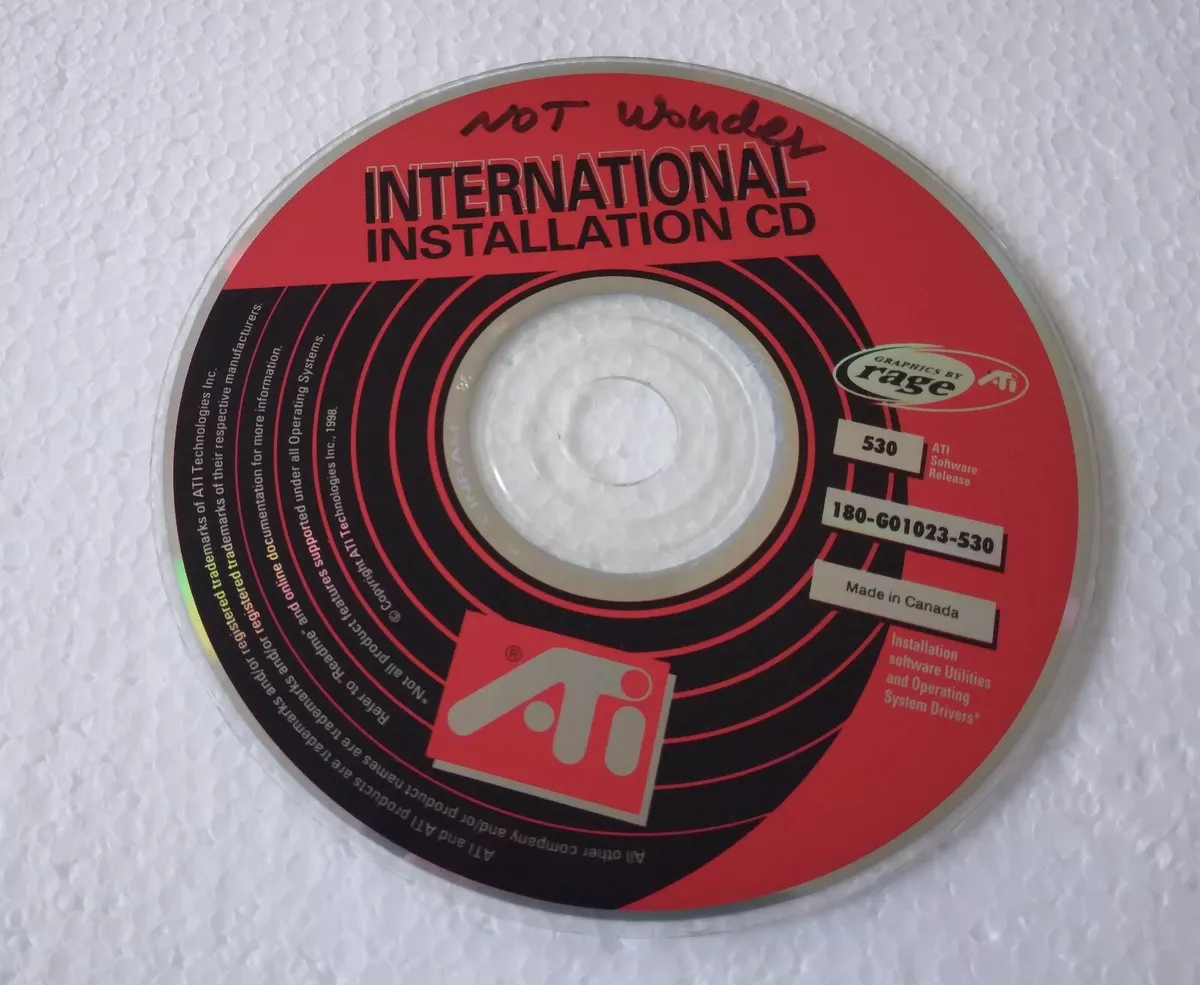 NOT Wonder
INTERNATIONAL
INSTALLATION CD
GRAPHICS BY
rage
ATi
530
ATI
Software
Release
180-G01023-530
Made in Canada
Installation
software Utilities
and Operating
System Drivers*
® ATi
ATI and ATI products are trademarks and/or registered trademarks of ATI Technologies Inc.
All other company and/or product names are trademarks and/or registered trademarks of their respective manufacturers.
Refer to "Readme" and online documentation for more information.
"Not all product features supported under all Operating Systems.
© Copyright ATI Technologies Inc., 1998.